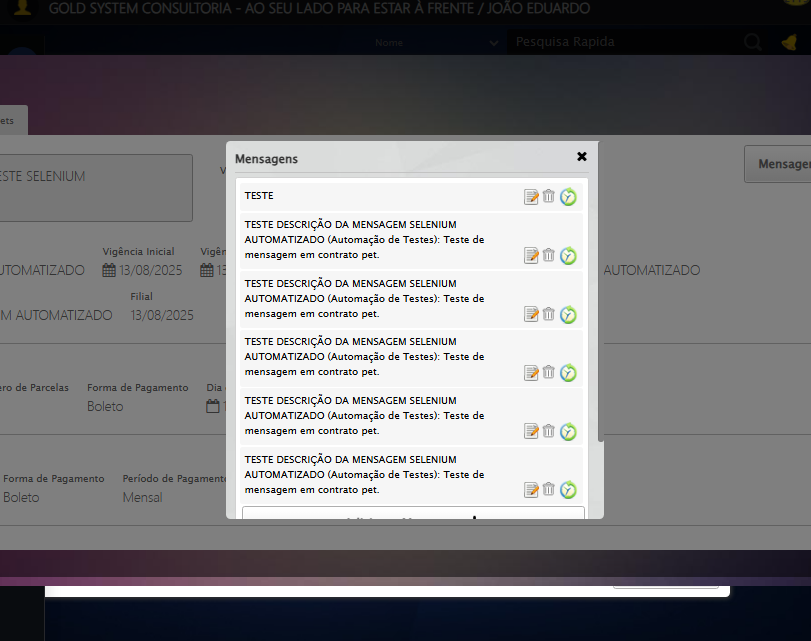 GOLD SYSTEM CONSULTORIA - AO SEU LADO PARA ESTAR À FRENTE / JOÃO EDUARDO
Nome
Pesquisa Rapida
ets
ESTE SELENIUM
V
Mensagen
Mensagens
TESTE
TESTE DESCRIÇÃO DA MENSAGEM SELENIUM
AUTOMATIZADO (Automação de Testes): Teste de
mensagem em contrato pet.
TESTE DESCRIÇÃO DA MENSAGEM SELENIUM
AUTOMATIZADO (Automação de Testes): Teste de
mensagem em contrato pet.
TESTE DESCRIÇÃO DA MENSAGEM SELENIUM
AUTOMATIZADO (Automação de Testes): Teste de
mensagem em contrato pet.
TESTE DESCRIÇÃO DA MENSAGEM SELENIUM
AUTOMATIZADO (Automação de Testes): Teste de
mensagem em contrato pet.
TESTE DESCRIÇÃO DA MENSAGEM SELENIUM
AUTOMATIZADO (Automação de Testes): Teste de
mensagem em contrato pet.
Vigência Inicial Vigên
UTOMATIZADO 13/08/2025 13 AUTOMATIZADO
Filial
M AUTOMATIZADO 13/08/2025
ero de Parcelas Forma de Pagamento Dia
Boleto 1
Forma de Pagamento Período de Pagamento
Boleto Mensal